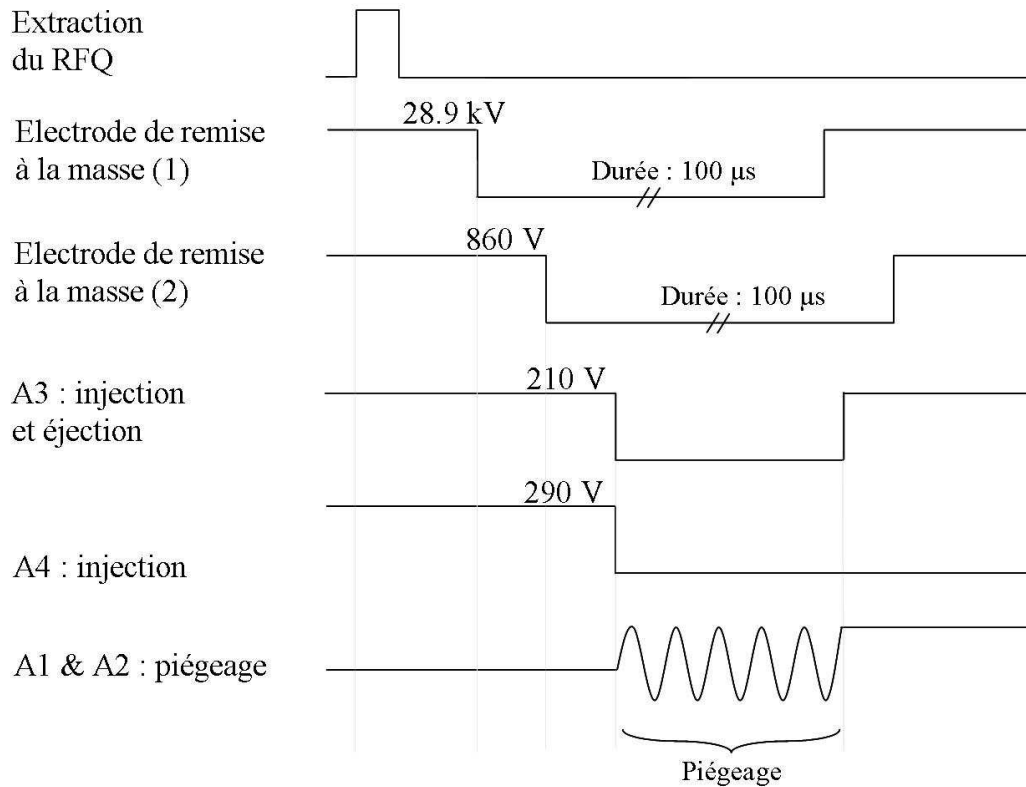 Extraction
du RFQ
28.9 kV
Electrode de remise
à la masse (1)
Durée : 100 µs
860 V
Electrode de remise
à la masse (2)
Durée : 100 µs
210 V
A3 : injection
et éjection
290 V
A4 : injection
A1 & A2 : piégeage
Piégeage